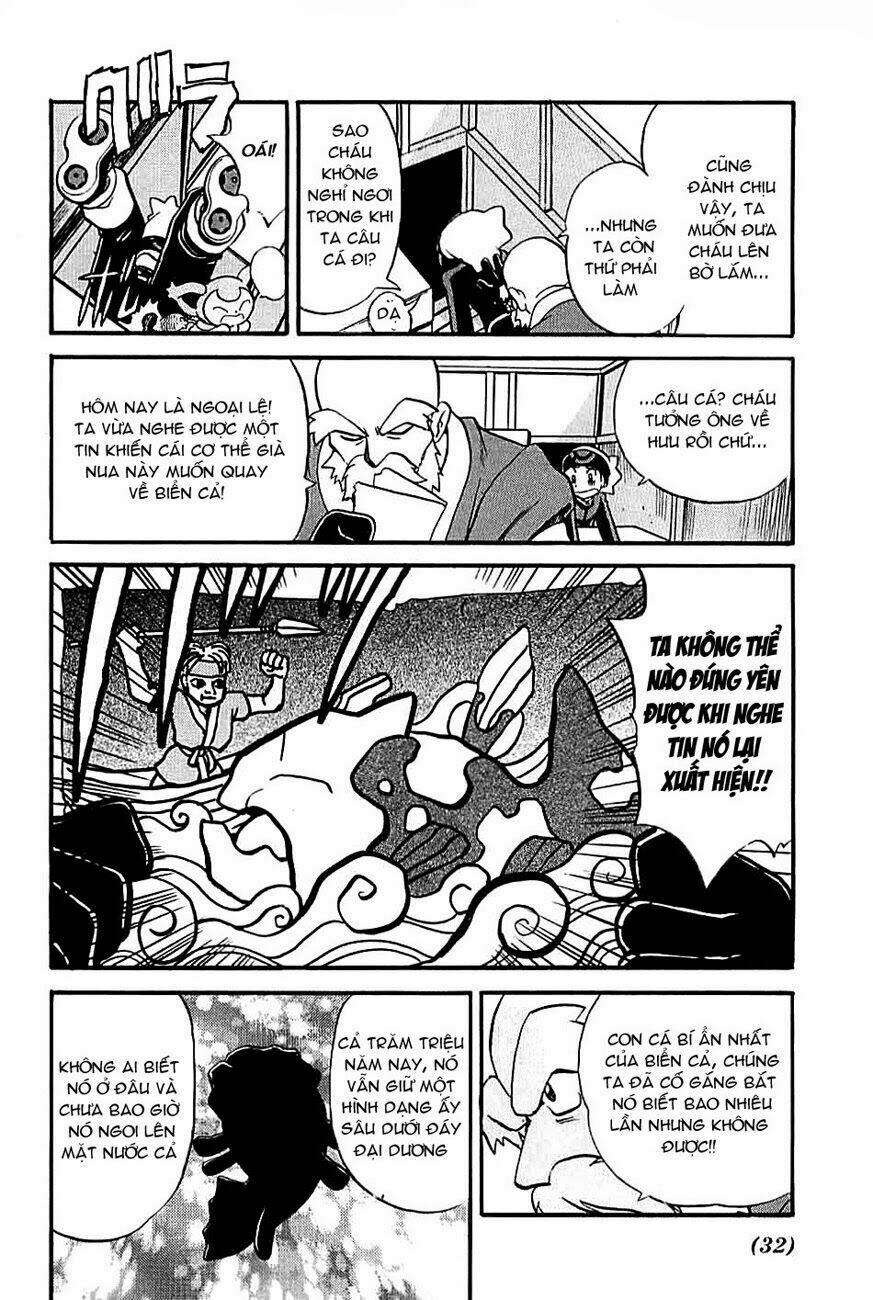 CŨNG
ĐÀNH CHỊU
VẬY, TA
MUỐN ĐƯA
CHÁU LÊN
BỜ LẮM...
...NHƯNG
TA CÒN
THỨ PHẢI
LÀM
SAO
CHÁU
KHÔNG
NGHỈ NGƠI
TRONG KHI
TA CÂU
CÁ ĐI?
DẠ
OÁI!
グラ
...CÂU CÁ? CHÁU
TƯỞNG ÔNG VỀ
HƯU RỒI CHỨ...
HÔM NAY LÀ NGOẠI LỆ!
TA VỪA NGHE ĐƯỢC MỘT
TIN KHIẾN CÁI CƠ THỂ GIÀ
NUA NÀY MUỐN QUAY
VỀ BIỂN CẢ!
TA KHÔNG THỂ
NÀO ĐỨNG YÊN
ĐƯỢC KHI NGHE
TIN NÓ LẠI
XUẤT HIỆN!!
CON CÁ BÍ ẨN NHẤT
CỦA BIỂN CẢ, CHÚNG
TA ĐÃ CỐ GẮNG BẮT
NÓ BIẾT BAO NHIÊU
LẦN NHƯNG KHÔNG
ĐƯỢC!!
CẢ TRĂM TRIỆU
NĂM NAY, NÓ
VẪN GIỮ MỘT
HÌNH DẠNG ẤY
SÂU DƯỚI ĐÁY
ĐẠI DƯƠNG
KHÔNG AI BIẾT
NÓ Ở ĐÂU VÀ
CHƯA BAO GIỜ
NÓ NGOI LÊN
MẶT NƯỚC CẢ
(32)